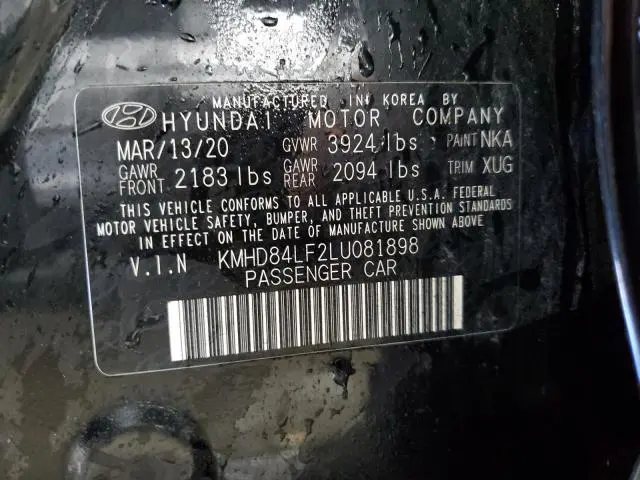 MANUFACTURED IN KOREA BY
HYUNDAI MOTOR COMPANY
MAR/13/20 GVWR 3924 lbs PAINT NKA
GAWR FRONT 2183 lbs GAWR REAR 2094 lbs TRIM XUG
THIS VEHICLE CONFORMS TO ALL APPLICABLE U.S.A. FEDERAL
MOTOR VEHICLE SAFETY, BUMPER, AND THEFT PREVENTION STANDARDS
IN EFFECT ON THE DATE OF MANUFACTURE SHOWN ABOVE.
V.I.N KMHD84LF2LU081898
PASSENGER CAR